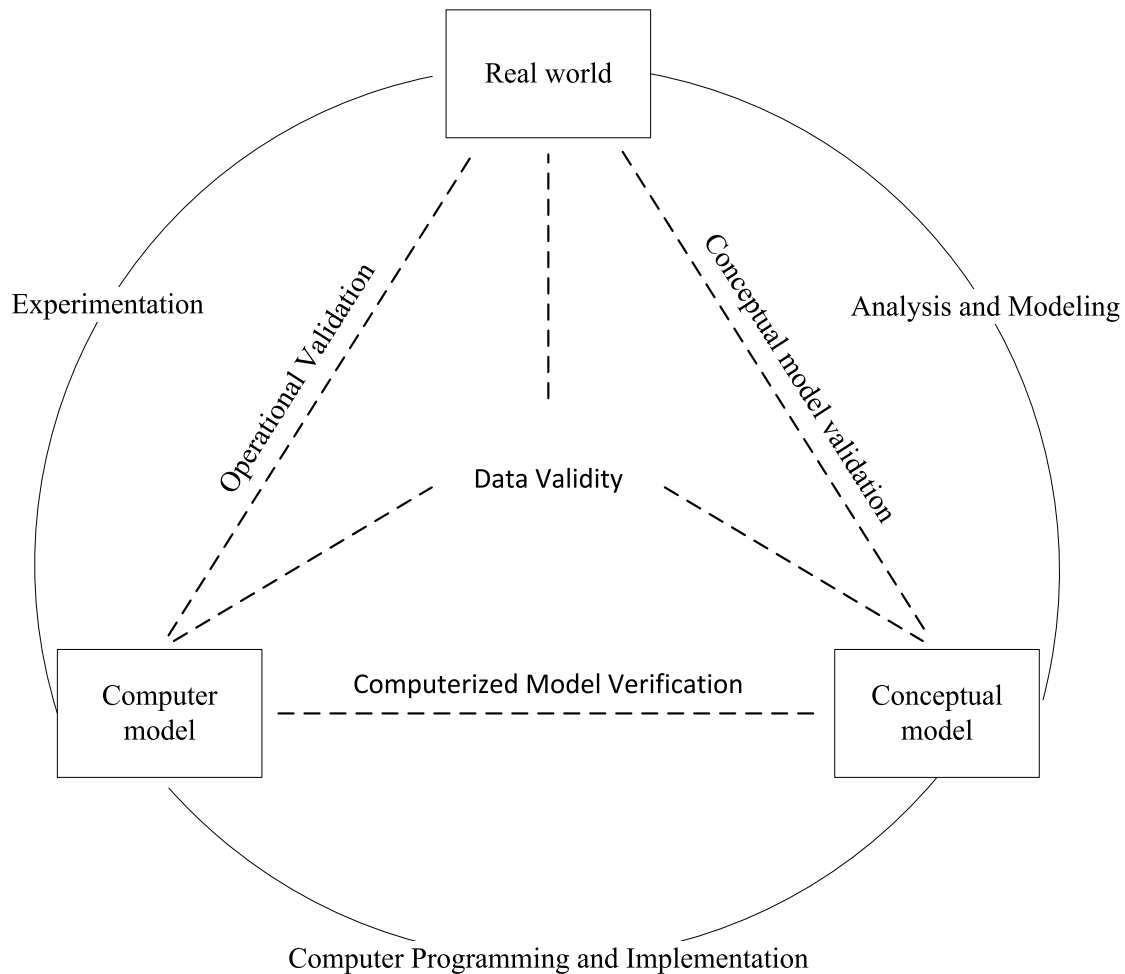 Real world
Experimentation
Analysis and Modeling
Operational Validation
Conceptual model validation
Data Validity
Computerized Model Verification
Computer
model
Conceptual
model
Computer Programming and Implementation